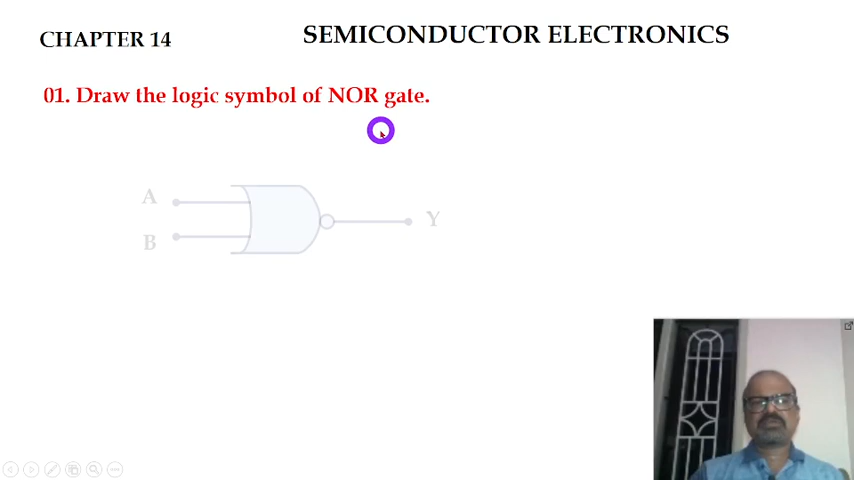 CHAPTER 14
SEMICONDUCTOR ELECTRONICS
01. Draw the logic symbol of NOR gate.
A
Y
B